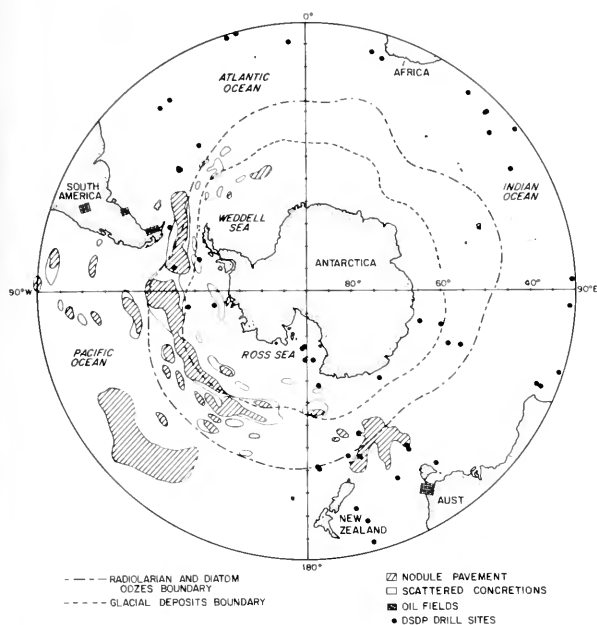 0°
ATLANTIC
OCEAN
AFRICA
SOUTH
AMERICA
INDIAN
OCEAN
WEDDELL
SEA
ANTARCTICA
90°W
80°
60°
40°
90°E
PACIFIC
OCEAN
ROSS SEA
NEW
ZEALAND
AUST
180°
RADIOLARIAN AND DIATOM
OOZES BOUNDARY
GLACIAL DEPOSITS BOUNDARY
NODULE PAVEMENT
SCATTERED CONCRETIONS
OIL FIELDS
DSDP DRILL SITES